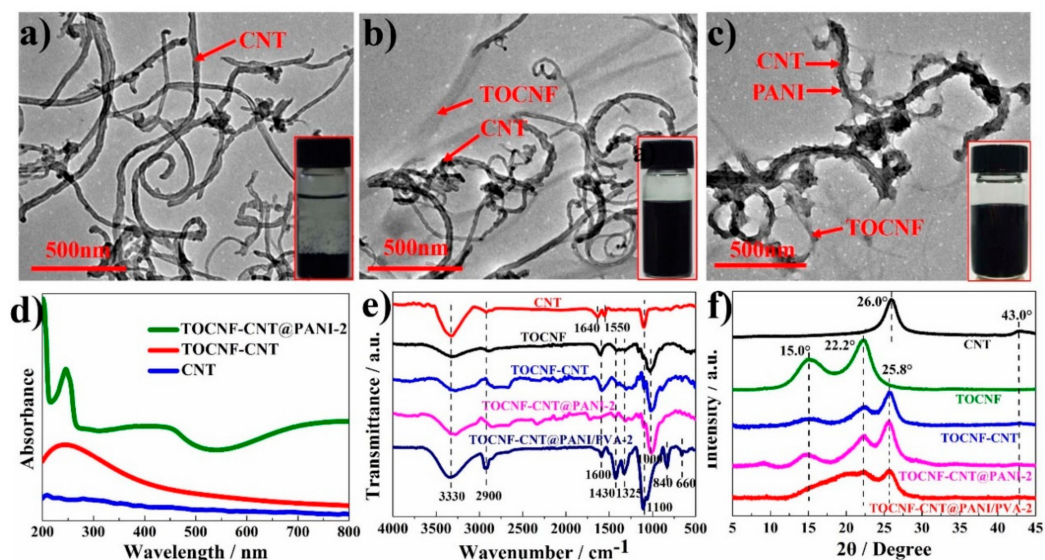 a)
CNT
500nm
b)
TOCNF
CNT
500nm
c)
CNT
PANI
TOCNF
500nm
d)
TOCNF-CNT@PANI-2
TOCNF-CNT
CNT
Absorbance
200 300 400 500 600 700 800
Wavelength / nm
e)
CNT
1640 1550
TOCNF
TOCNF-CNT
TOCNF-CNT@PANI-2
TOCNF-CNT@PANI/PVA-2
3330 2900
1600
1430 1325
1000
840 660
1100
Transmittance / a.u.
4000 3500 3000 2500 2000 1500 1000 500
Wavenumber / cm-1
f)
26.0°
43.0°
CNT
15.0°
22.2°
25.8°
TOCNF
TOCNF-CNT
TOCNF-CNT@PANI-2
TOCNF-CNT@PANI/PVA-2
Intensity / a.u.
5 10 15 20 25 30 35 40 45
2θ / Degree